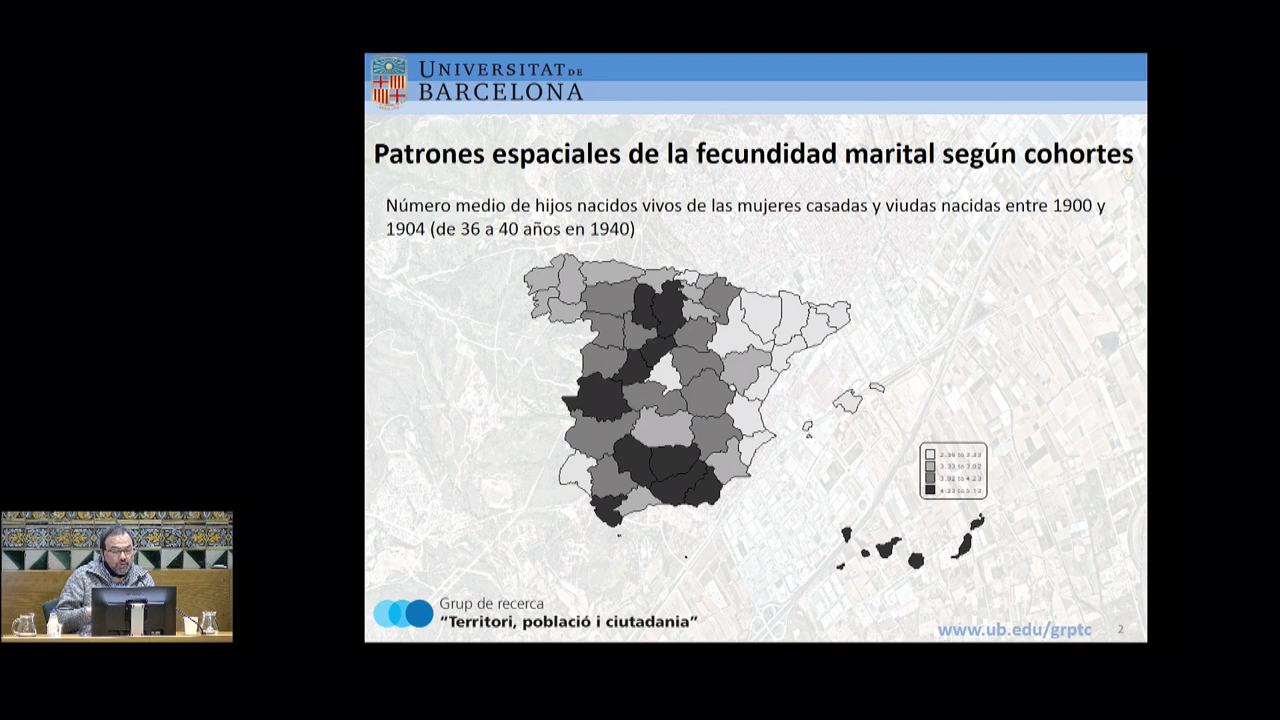 UNIVERSITAT DE
BARCELONA
Patrones espaciales de la fecundidad marital según cohortes
Número medio de hijos nacidos vivos de las mujeres casadas y viudas nacidas entre 1900 y
1904 (de 36 a 40 años en 1940)
Grup de recerca
"Territori, població i ciutadania"
www.ub.edu/grptc
2